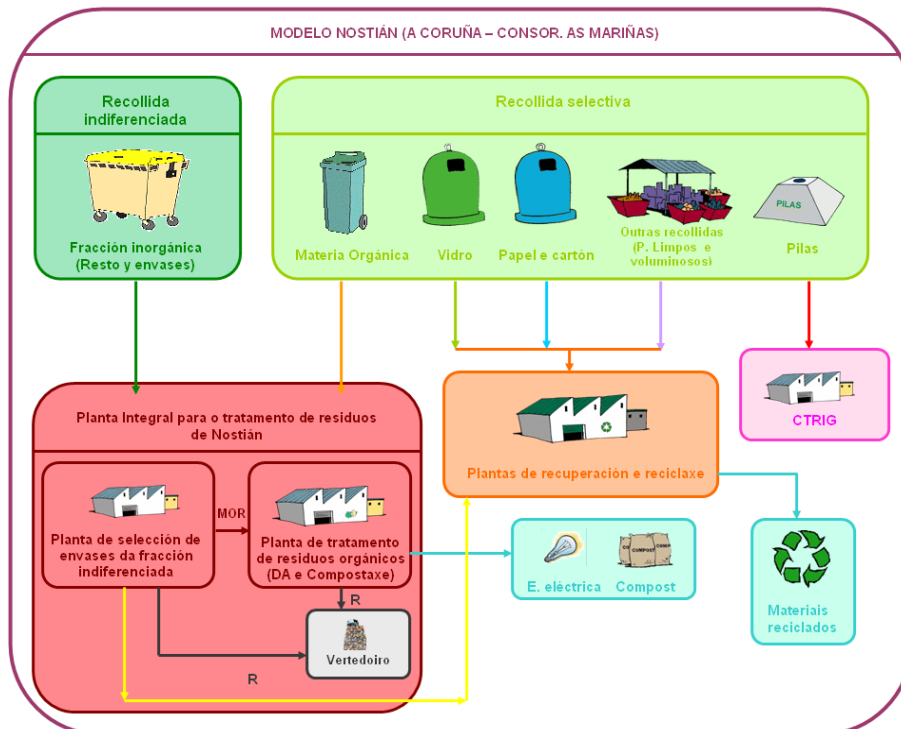 MODELO NOSTIÁN (A CORUÑA – CONSOR. AS MARIÑAS)
Recollida
indiferenciada
Fracción inorgánica
(Resto y envases)
Recollida selectiva
Materia Orgánica
Vidro
Papel e cartón
Outras recollidas
(P. Limpos e
voluminosos)
PILAS
Pilas
Planta Integral para o tratamento de residuos
de Nostián
Planta de selección de
envases da fracción
indiferenciada
MOR
Planta de tratamento
de residuos orgánicos
(DA e Compostaxe)
R
Vertedoiro
R
Plantas de recuperación e reciclaxe
CTRIG
E. eléctrica
COMPOST
Compost
Materiais
reciclados